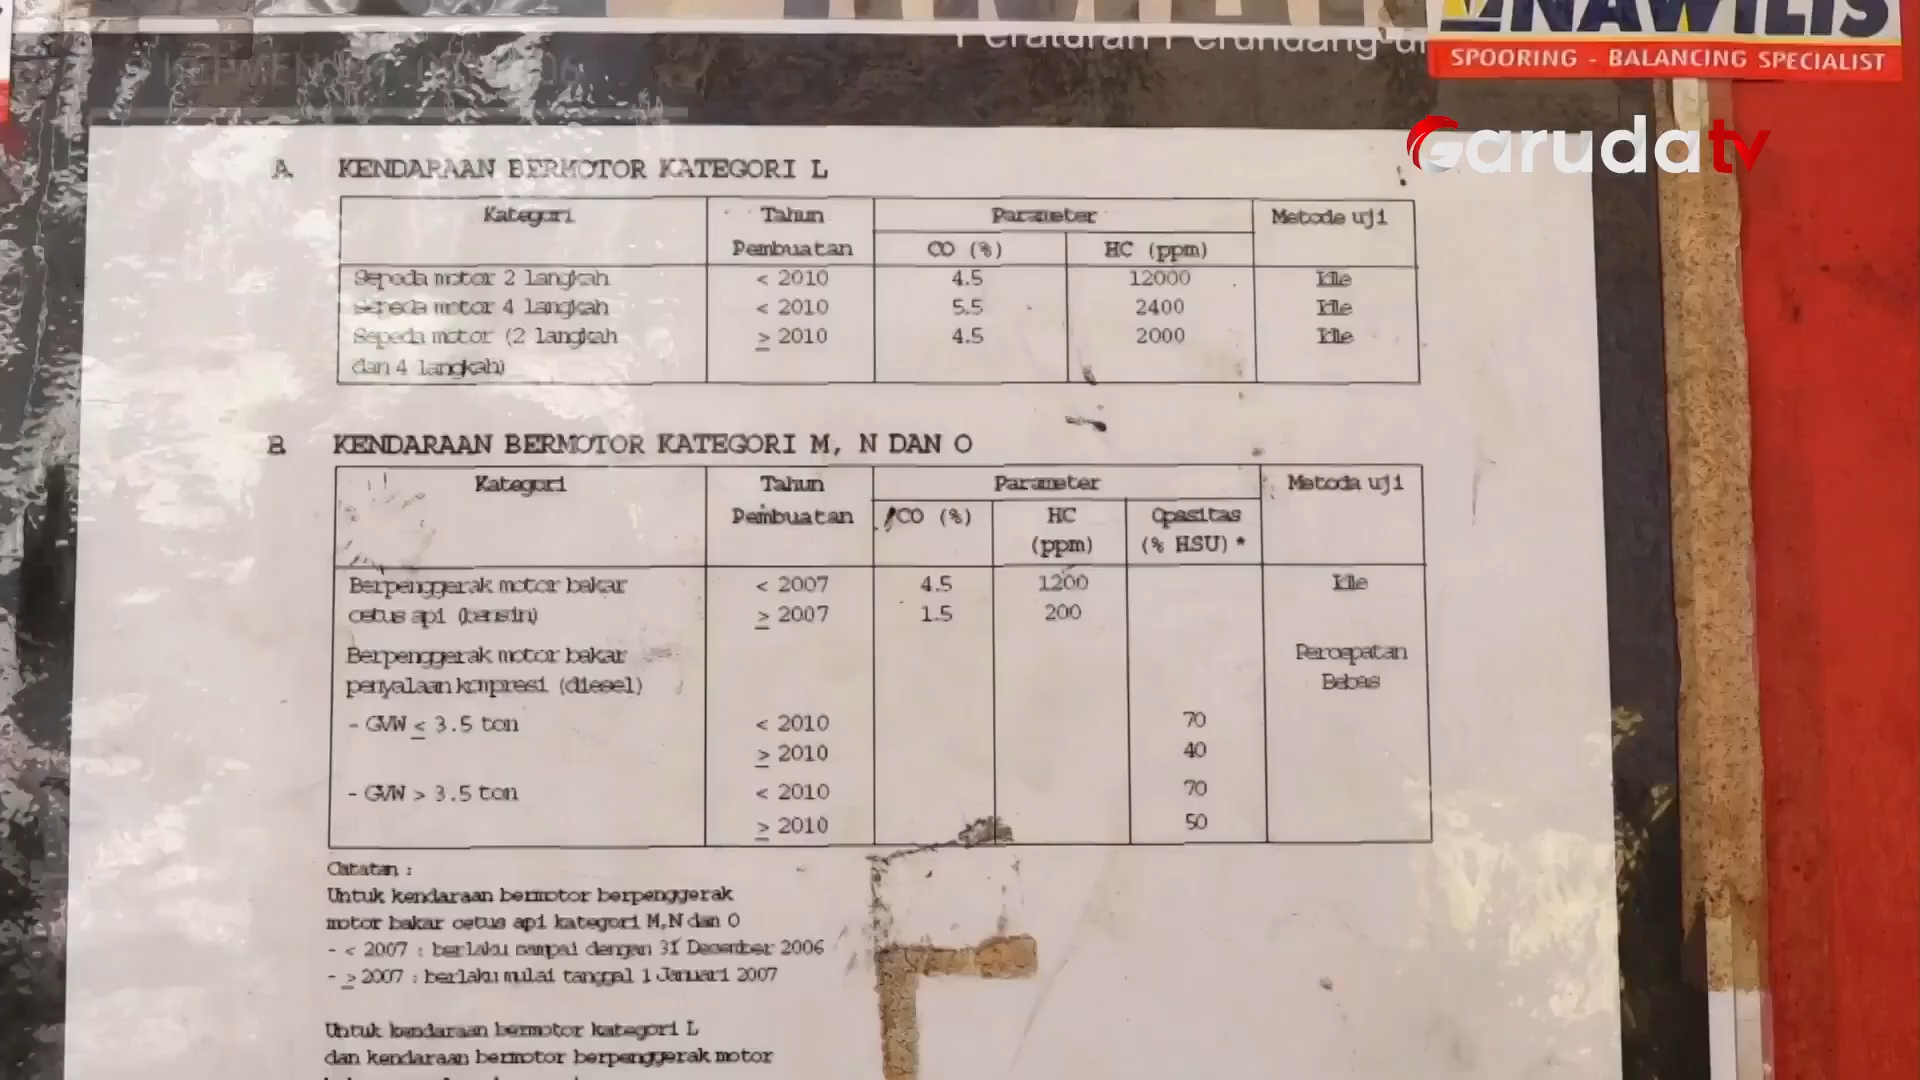 NAWILIS
SPOORING - BALANCING SPECIALIST
Peraturan Perundang-un
Garudatv
A. KENDARAAN BERMOTOR KATEGORI L
Kategori Tahun Pembuatan Parameter Metode uji
CO (%) HC (ppm)
Sepeda motor 2 langkah < 2010 4.5 12000 Idle
Sepeda motor 4 langkah < 2010 5.5 2400 Idle
Sepeda motor (2 langkah ≥ 2010 4.5 2000 Idle
dan 4 langkah)
B KENDARAAN BERMOTOR KATEGORI M, N DAN O
Kategori Tahun Pembuatan Parameter Metoda uji
CO (%) HC (ppm) Opasitas (% HSU) *
Berpenggerak motor bakar < 2007 4.5 1200 Idle
cetus api (bensin) ≥ 2007 1.5 200
Berpenggerak motor bakar Percepatan
penyalaan kompresi (diesel) Bebas
- GVW ≤ 3.5 ton < 2010 70
≥ 2010 40
- GVW > 3.5 ton < 2010 70
≥ 2010 50
Catatan :
Untuk kendaraan bermotor berpenggerak
motor bakar cetus api kategori M,N dan O
- < 2007 : berlaku sampai dengan 31 Desember 2006
- ≥ 2007 : berlaku mulai tanggal 1 Januari 2007
Untuk kendaraan bermotor kategori L
dan kendaraan bermotor berpenggerak motor